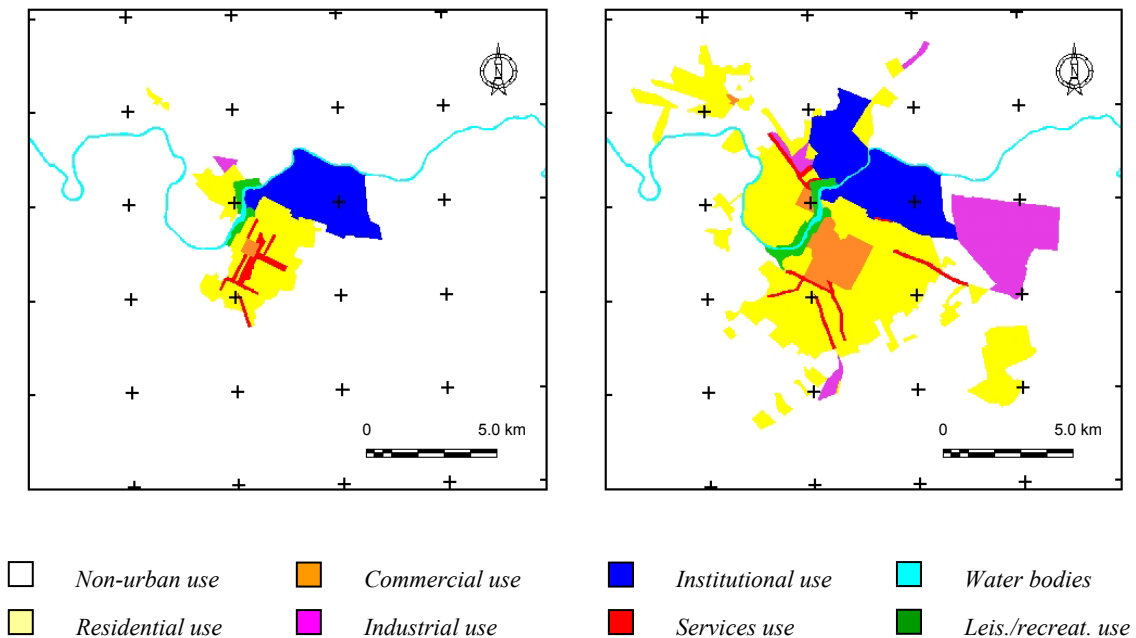 N N
0 5.0 km 0 5.0 km
Non-urban use Commercial use Institutional use Water bodies
Residential use Industrial use Services use Leis./recreat. use